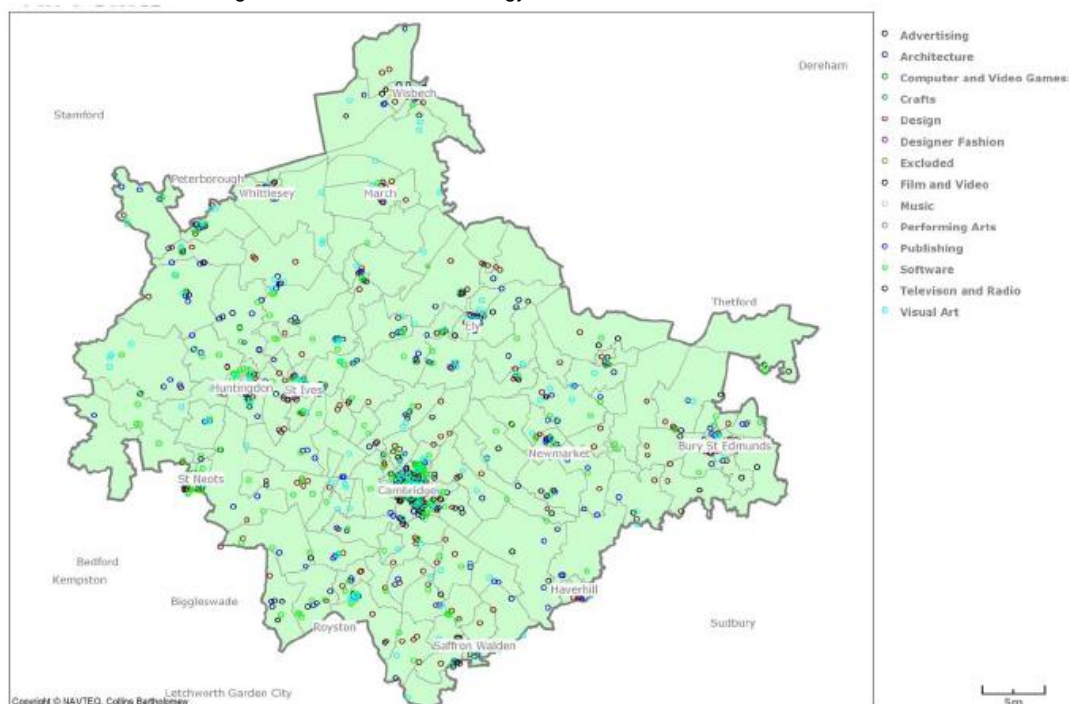 Dereham
Stamford
Wisbech
Peterborough
Whittlesey
March
Thetford
Ely
Huntingdon
St Ives
Bury St Edmunds
Newmarket
St Neots
Cambridge
Bedford
Kempston
Biggleswade
Haverhill
Royston
Sudbury
Saffron Walden
Letchworth Garden City
Copyright © NAVTEQ, Collins Bartholomew
Advertising
Architecture
Computer and Video Games
Crafts
Design
Designer Fashion
Excluded
Film and Video
Music
Performing Arts
Publishing
Software
Televison and Radio
Visual Art
5m